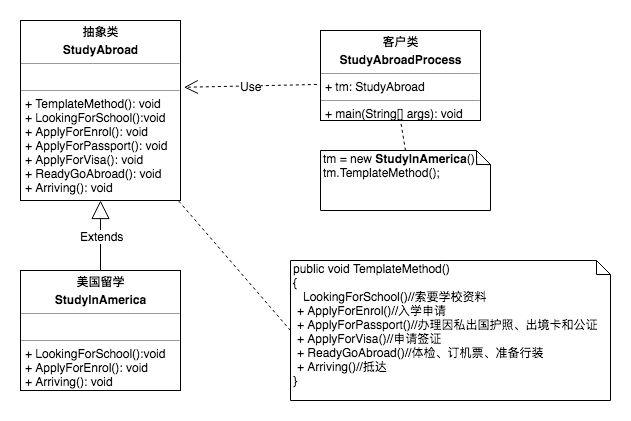 抽象类
StudyAbroad
+ TemplateMethod(): void
+ LookingForSchool():void
+ ApplyForEnrol(): void
+ ApplyForPassport(): void
+ ApplyForVisa(): void
+ ReadyGoAbroad(): void
+ Arriving(): void
Use
客户类
StudyAbroadProcess
+ tm: StudyAbroad
+ main(String[] args): void
tm = new StudyInAmerica()
tm.TemplateMethod();
Extends
美国留学
StudyInAmerica
+ LookingForSchool():void
+ ApplyForEnrol(): void
+ Arriving(): void
public void TemplateMethod()
{
LookingForSchool()//索要学校资料
+ ApplyForEnrol()//入学申请
+ ApplyForPassport()//办理因私出国护照、出境卡和公证
+ ApplyForVisa()//申请签证
+ ReadyGoAbroad()//体检、订机票、准备行装
+ Arriving()//抵达
}